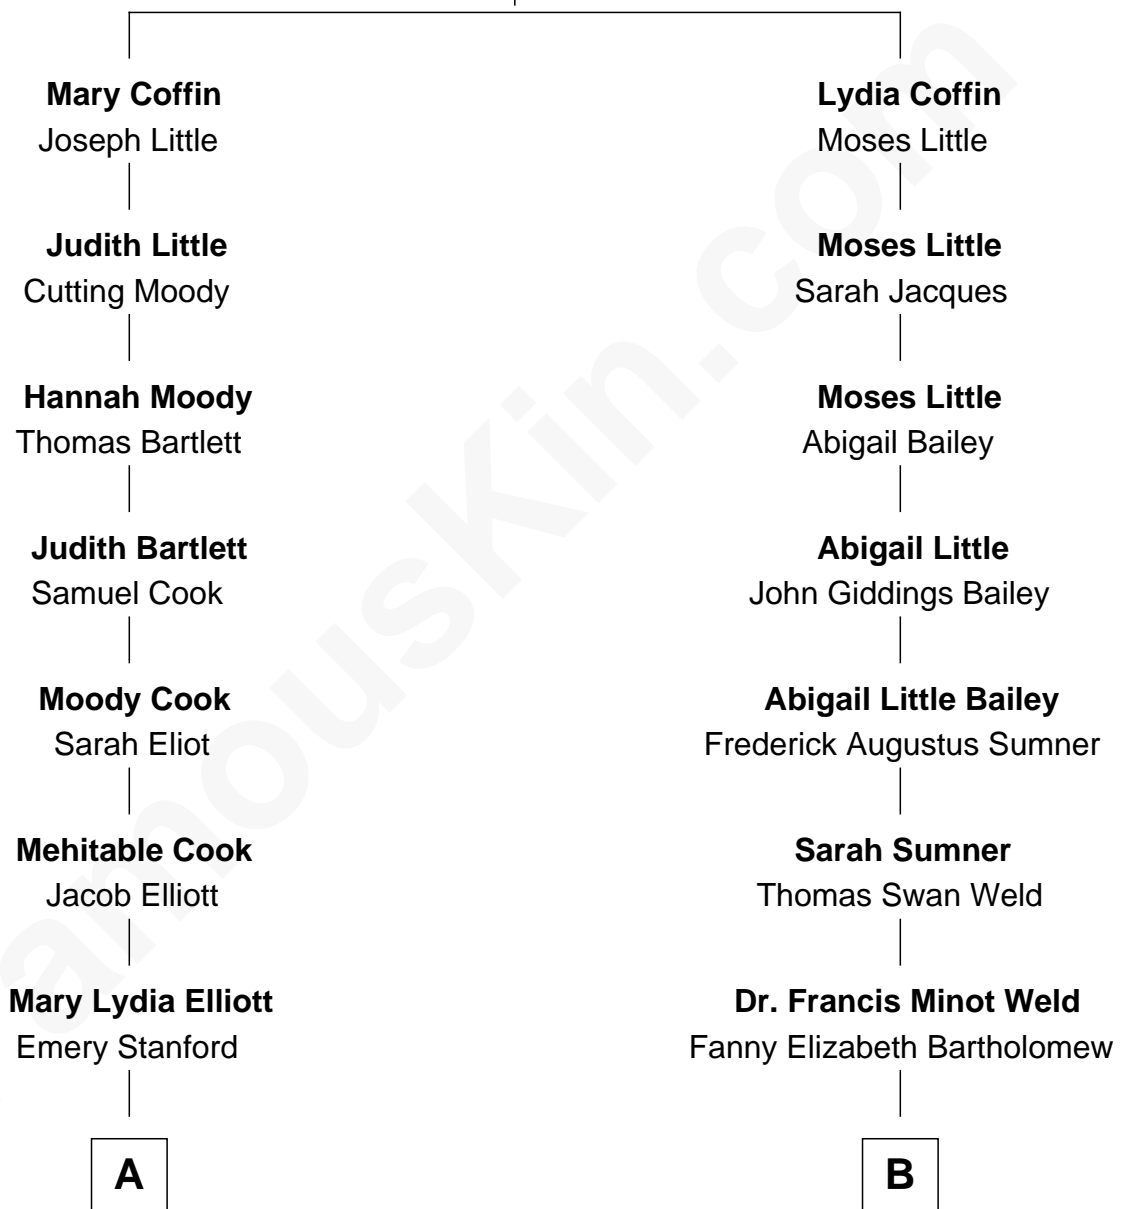 Mary Coffin
Joseph Little
Judith Little
Cutting Moody
Hannah Moody
Thomas Bartlett
Judith Bartlett
Samuel Cook
Moody Cook
Sarah Eliot
Mehitable Cook
Jacob Elliott
Mary Lydia Elliott
Emery Stanford
A
Lydia Coffin
Moses Little
Moses Little
Sarah Jacques
Moses Little
Abigail Bailey
Abigail Little
John Giddings Bailey
Abigail Little Bailey
Frederick Augustus Sumner
Sarah Sumner
Thomas Swan Weld
Dr. Francis Minot Weld
Fanny Elizabeth Bartholomew
B
amousKin.com